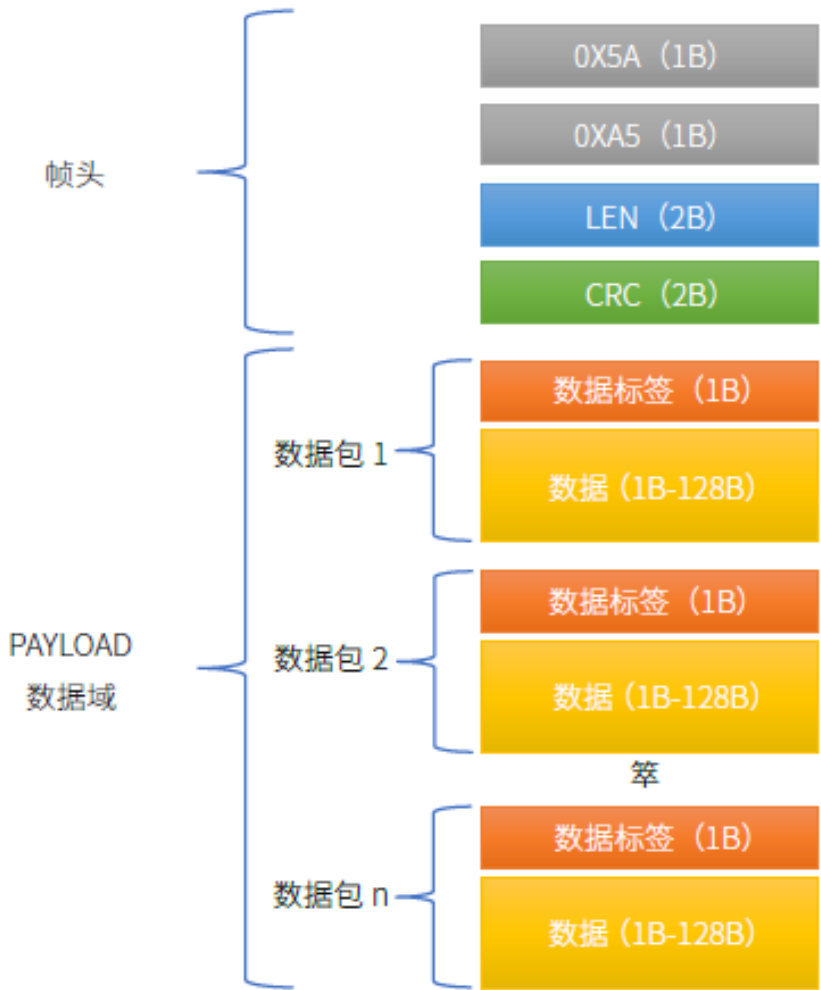 0X5A（1B）
帧头
0XA5（1B）
LEN（2B）
CRC（2B）
数据包 1
数据标签（1B）
数据（1B-128B）
PAYLOAD
数据域
数据包 2
数据标签（1B）
数据（1B-128B）
箤
数据包 n
数据标签（1B）
数据（1B-128B）